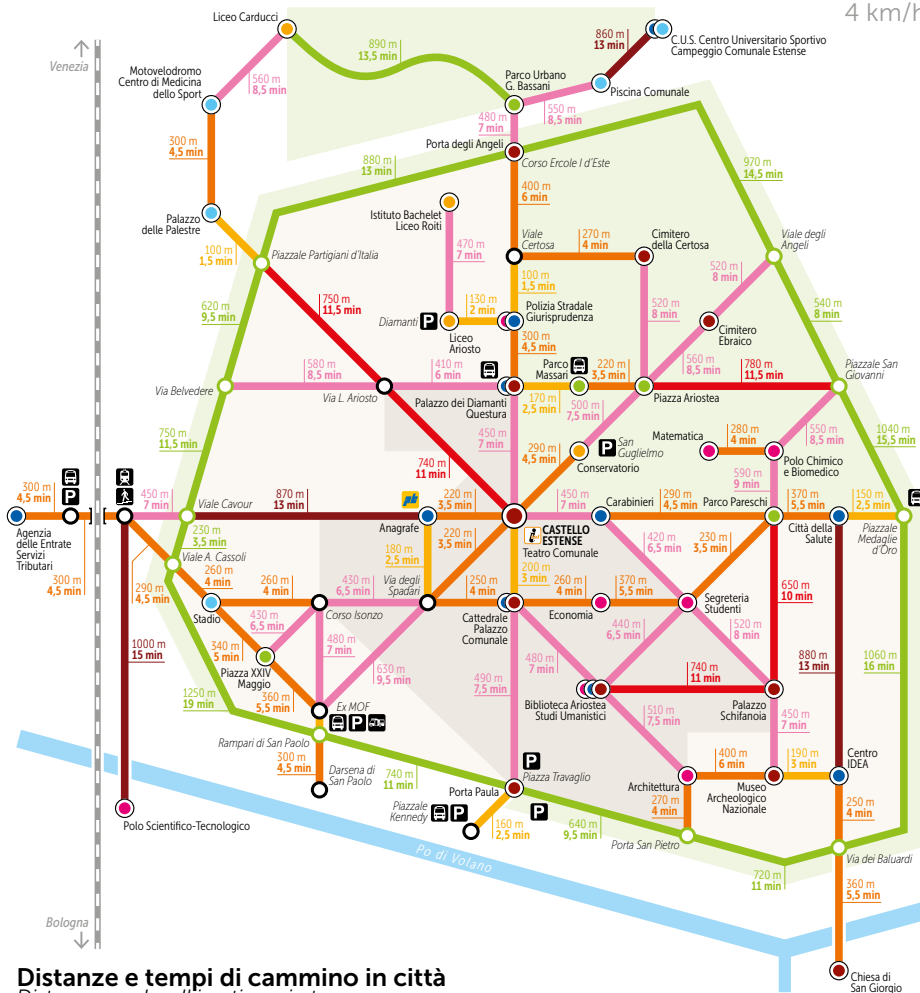 4 km/h
Liceo Carducci
Venezia
890 m
13,5 min
860 m
13 min
C.U.S. Centro Universitario Sportivo
Campeggio Comunale Estense
Motovelodromo
Centro di Medicina
dello Sport
560 m
8,5 min
Parco Urbano
G. Bassani
Piscina Comunale
550 m
8,5 min
480 m
7 min
300 m
4,5 min
Porta degli Angeli
Corso Ercole I d'Este
880 m
13 min
970 m
14,5 min
400 m
6 min
Istituto Bachelet
Liceo Roiti
Palazzo
delle Palestre
Viale
Certosa
270 m
4 min
Cimitero
della Certosa
Viale degli
Angeli
100 m
1,5 min
Piazzale Partigiani d'Italia
470 m
7 min
520 m
8 min
100 m
1,5 min
620 m
9,5 min
750 m
11,5 min
130 m
2 min
Polizia Stradale
Giurisprudenza
520 m
8 min
540 m
8 min
Diamanti
P
Liceo
Ariosto
300 m
4,5 min
Cimitero
Ebraico
580 m
8,5 min
410 m
6 min
Parco
Massari
220 m
3,5 min
560 m
8,5 min
780 m
11,5 min
Piazzale San
Giovanni
Via Belvedere
Via L. Ariosto
Palazzo dei Diamanti
Questura
170 m
2,5 min
500 m
7,5 min
Piazza Ariostea
750 m
11,5 min
450 m
7 min
P
San
Guglielmo
Matematica
280 m
4 min
550 m
8,5 min
1040 m
15,5 min
740 m
11 min
290 m
4,5 min
Conservatorio
Polo Chimico
e Biomedico
590 m
9 min
300 m
4,5 min
P
450 m
7 min
Viale Cavour
870 m
13 min
220 m
3,5 min
450 m
7 min
Carabinieri
290 m
4,5 min
Parco Pareschi
370 m
5,5 min
150 m
2,5 min
Agenzia
delle Entrate
Servizi
Tributari
230 m
3,5 min
Anagrafe
CASTELLO
ESTENSE
Teatro Comunale
Città della
Salute
Piazzale
Medaglie
d'Oro
Viale A. Cassoli
220 m
3,5 min
420 m
6,5 min
230 m
3,5 min
300 m
4,5 min
290 m
4,5 min
260 m
4 min
260 m
4 min
430 m
6,5 min
180 m
2,5 min
Via degli
Spadari
250 m
4 min
200 m
3 min
260 m
4 min
370 m
5,5 min
650 m
10 min
Stadio
Corso Isonzo
Cattedrale
Palazzo
Comunale
Economia
Segreteria
Studenti
430 m
6,5 min
440 m
6,5 min
520 m
8 min
1000 m
15 min
340 m
5 min
480 m
7 min
630 m
9,5 min
480 m
7 min
880 m
13 min
1060 m
16 min
Piazza XXIV
Maggio
740 m
11 min
490 m
7,5 min
1250 m
19 min
360 m
5,5 min
Ex MOF
P
Biblioteca Ariostea
Studi Umanistici
510 m
7,5 min
Palazzo
Schifanoia
450 m
7 min
Rampari di San Paolo
300 m
4,5 min
Darsena di
San Paolo
740 m
11 min
P
Piazza Travaglio
400 m
6 min
190 m
3 min
Centro
IDEA
Porta Paula
Architettura
Museo
Archeologico
Nazionale
Polo Scientifico-Tecnologico
Piazzale
Kennedy
P
P
160 m
2,5 min
640 m
9,5 min
270 m
4 min
250 m
4 min
Porta San Pietro
Po di Volano
Via dei Baluardi
720 m
11 min
360 m
5,5 min
Bologna
Chiesa di
San Giorgio
Distanze e tempi di cammino in città